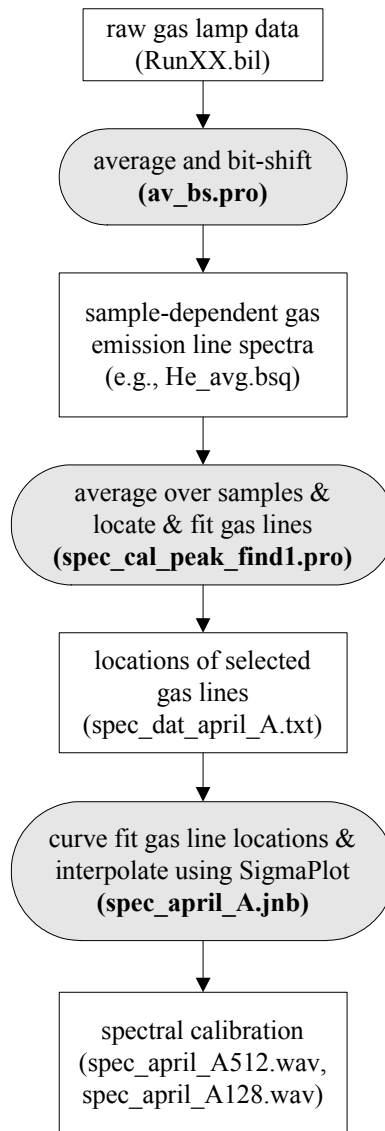 raw gas lamp data
(RunXX.bil)
average and bit-shift
(av_bs.pro)
sample-dependent gas
emission line spectra
(e.g., He_avg.bsq)
average over samples &
locate & fit gas lines
(spec_cal_peak_find1.pro)
locations of selected
gas lines
(spec_dat_april_A.txt)
curve fit gas line locations &
interpolate using SigmaPlot
(spec_april_A.jnb)
spectral calibration
(spec_april_A512.wav,
spec_april_A128.wav)